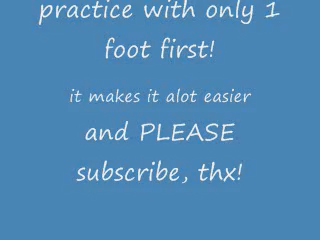 practice with only 1
foot first!
it makes it alot easier
and PLEASE
subscribe, thx!